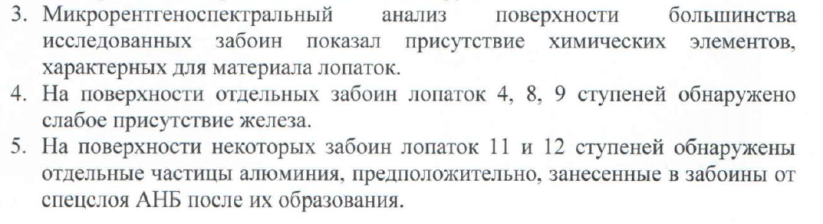 3. Микрорентгеноспектральный анализ поверхности большинства
исследованных забоин показал присутствие химических элементов,
характерных для материала лопаток.
4. На поверхности отдельных забоин лопаток 4, 8, 9 ступеней обнаружено
слабое присутствие железа.
5. На поверхности некоторых забоин лопаток 11 и 12 ступеней обнаружены
отдельные частицы алюминия, предположительно, занесенные в забоины от
спецслоя АНБ после их образования.